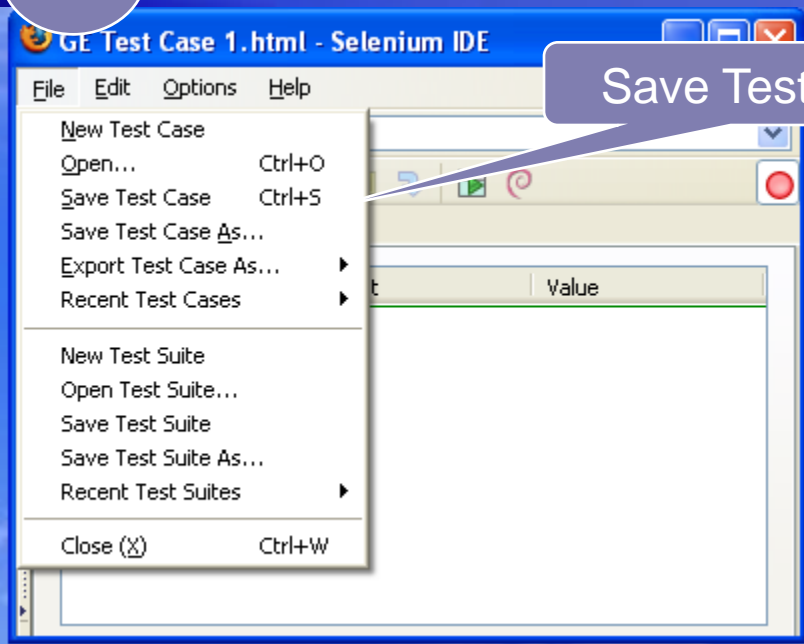 GE Test Case 1.html - Selenium IDE
File Edit Options Help
Save Test
New Test Case
Open... Ctrl+O
Save Test Case Ctrl+S
Save Test Case As...
Export Test Case As...
Recent Test Cases
Value
New Test Suite
Open Test Suite...
Save Test Suite
Save Test Suite As...
Recent Test Suites
Close (X) Ctrl+W